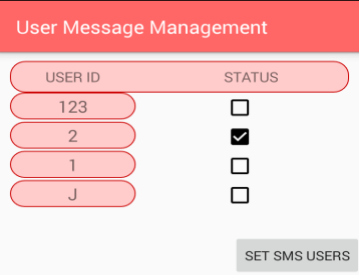 User Message Management
USER ID STATUS
123
2
1
J
SET SMS USERS